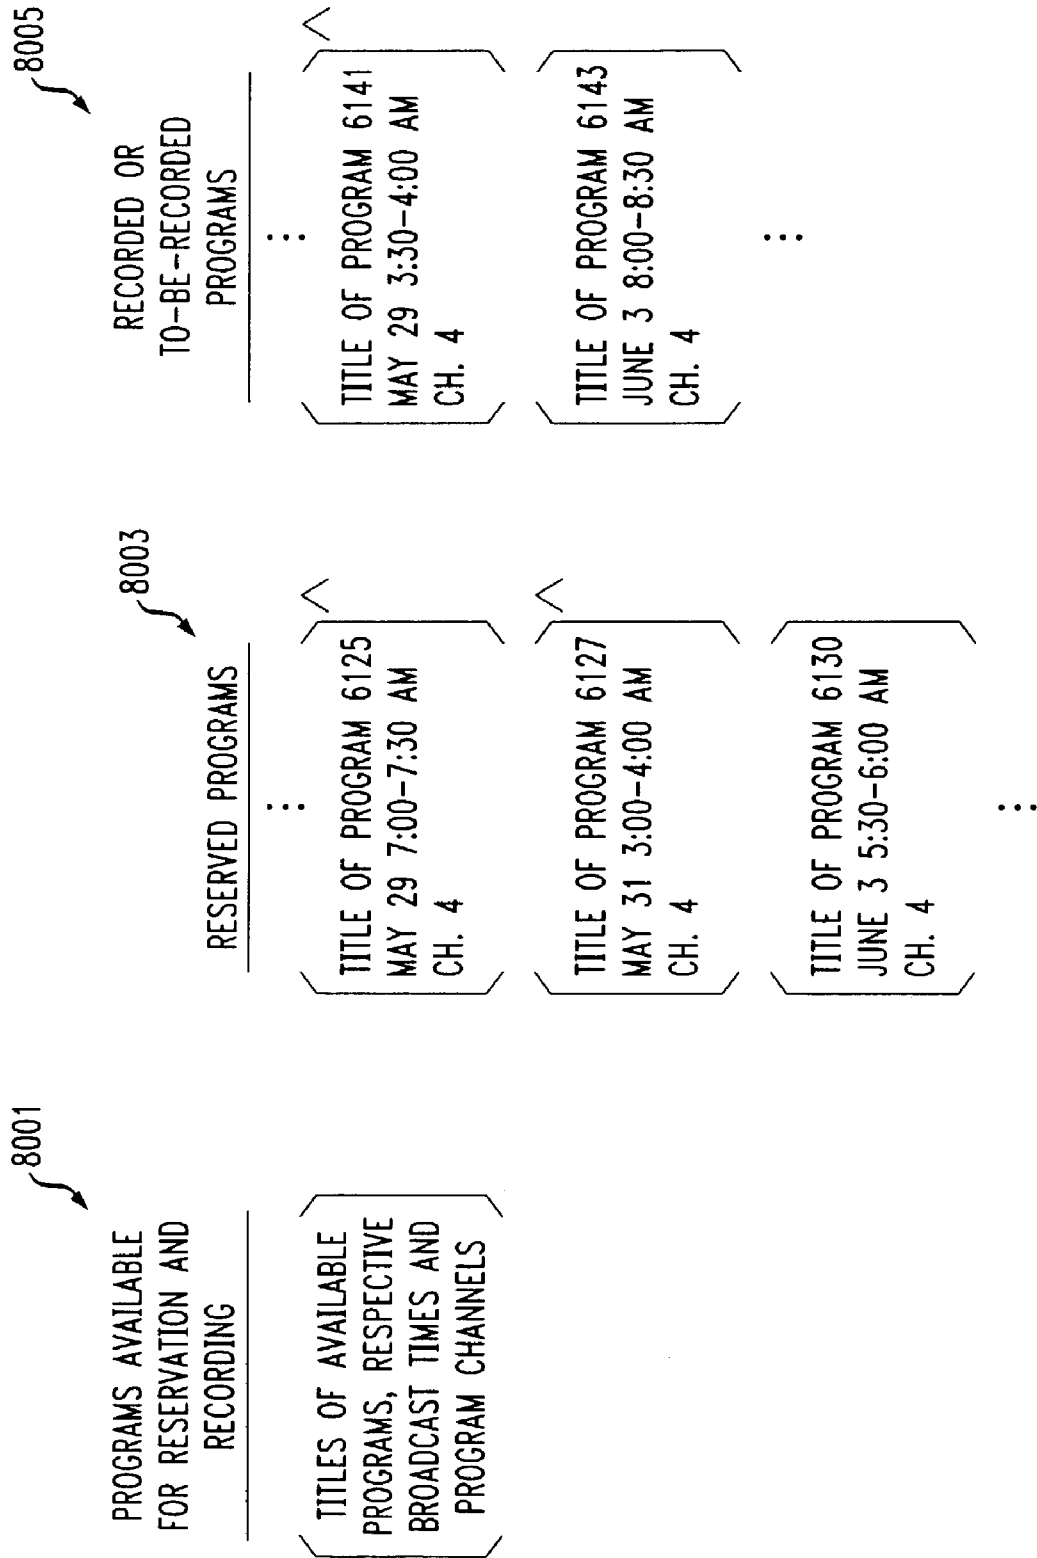 8001
PROGRAMS AVAILABLE
FOR RESERVATION AND
RECORDING
TITLES OF AVAILABLE
PROGRAMS, RESPECTIVE
BROADCAST TIMES AND
PROGRAM CHANNELS
8003
RESERVED PROGRAMS
⋮
TITLE OF PROGRAM 6125
MAY 29 7:00-7:30 AM
CH. 4
TITLE OF PROGRAM 6127
MAY 31 3:00-4:00 AM
CH. 4
TITLE OF PROGRAM 6130
JUNE 3 5:30-6:00 AM
CH. 4
⋮
8005
RECORDED OR
TO-BE-RECORDED
PROGRAMS
⋮
TITLE OF PROGRAM 6141
MAY 29 3:30-4:00 AM
CH. 4
TITLE OF PROGRAM 6143
JUNE 3 8:00-8:30 AM
CH. 4
⋮